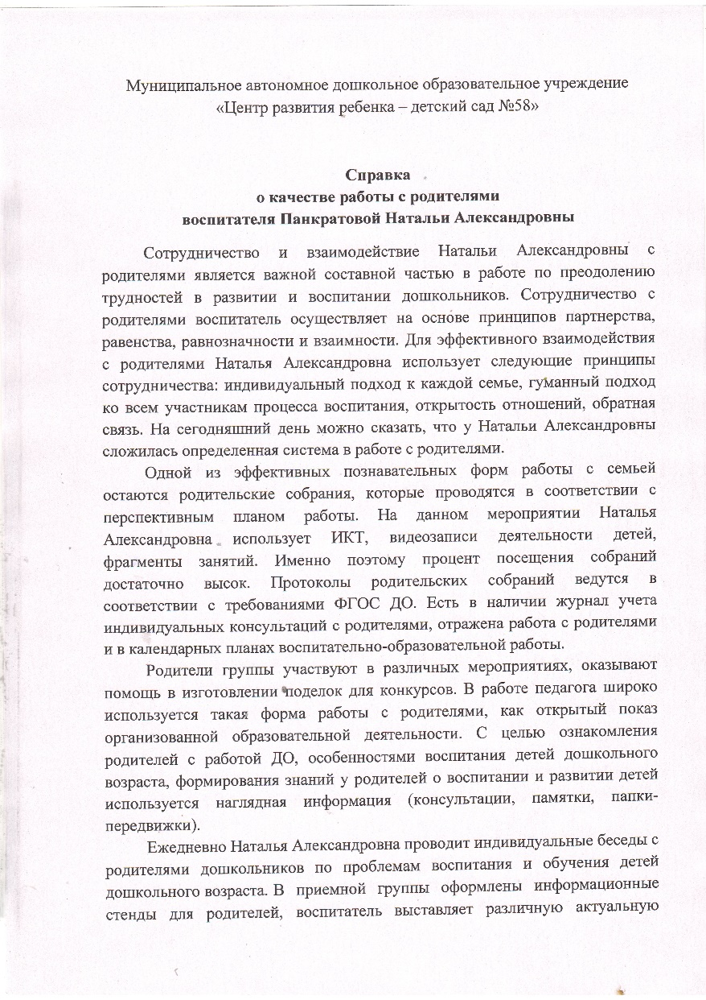 Муниципальное автономное дошкольное образовательное учреждение
«Центр развития ребенка – детский сад №58»
Справка
о качестве работы с родителями
воспитателя Панкратовой Натальи Александровны
Сотрудничество и взаимодействие Натальи Александровны с
родителями является важной составной частью в работе по преодолению
трудностей в развитии и воспитании дошкольников. Сотрудничество с
родителями воспитатель осуществляет на основе принципов партнерства,
равенства, равнозначности и взаимности. Для эффективного взаимодействия
с родителями Наталья Александровна использует следующие принципы
сотрудничества: индивидуальный подход к каждой семье, гуманный подход
ко всем участникам процесса воспитания, открытость отношений, обратная
связь. На сегодняшний день можно сказать, что у Натальи Александровны
сложилась определенная система в работе с родителями.
Одной из эффективных познавательных форм работы с семьей
остаются родительские собрания, которые проводятся в соответствии с
перспективным планом работы. На данном мероприятии Наталья
Александровна использует ИКТ, видеозаписи деятельности детей,
фрагменты занятий. Именно поэтому процент посещения собраний
достаточно высок. Протоколы родительских собраний ведутся в
соответствии с требованиями ФГОС ДО. Есть в наличии журнал учета
индивидуальных консультаций с родителями, отражена работа с родителями
и в календарных планах воспитательно-образовательной работы.
Родители группы участвуют в различных мероприятиях, оказывают
помощь в изготовлении поделок для конкурсов. В работе педагога широко
используется такая форма работы с родителями, как открытый показ
организованной образовательной деятельности. С целью ознакомления
родителей с работой ДО, особенностями воспитания детей дошкольного
возраста, формирования знаний у родителей о воспитании и развитии детей
используется наглядная информация (консультации, памятки, папки-
передвижки).
Ежедневно Наталья Александровна проводит индивидуальные беседы с
родителями дошкольников по проблемам воспитания и обучения детей
дошкольного возраста. В приемной группы оформлены информационные
стенды для родителей, воспитатель выставляет различную актуальную